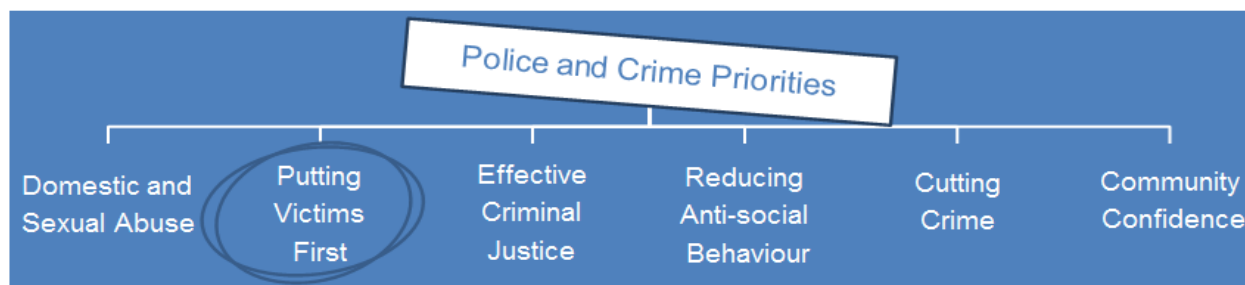 Police and Crime Priorities
Domestic and
Sexual Abuse
Putting
Victims
First
Effective
Criminal
Justice
Reducing
Anti-social
Behaviour
Cutting
Crime
Community
Confidence